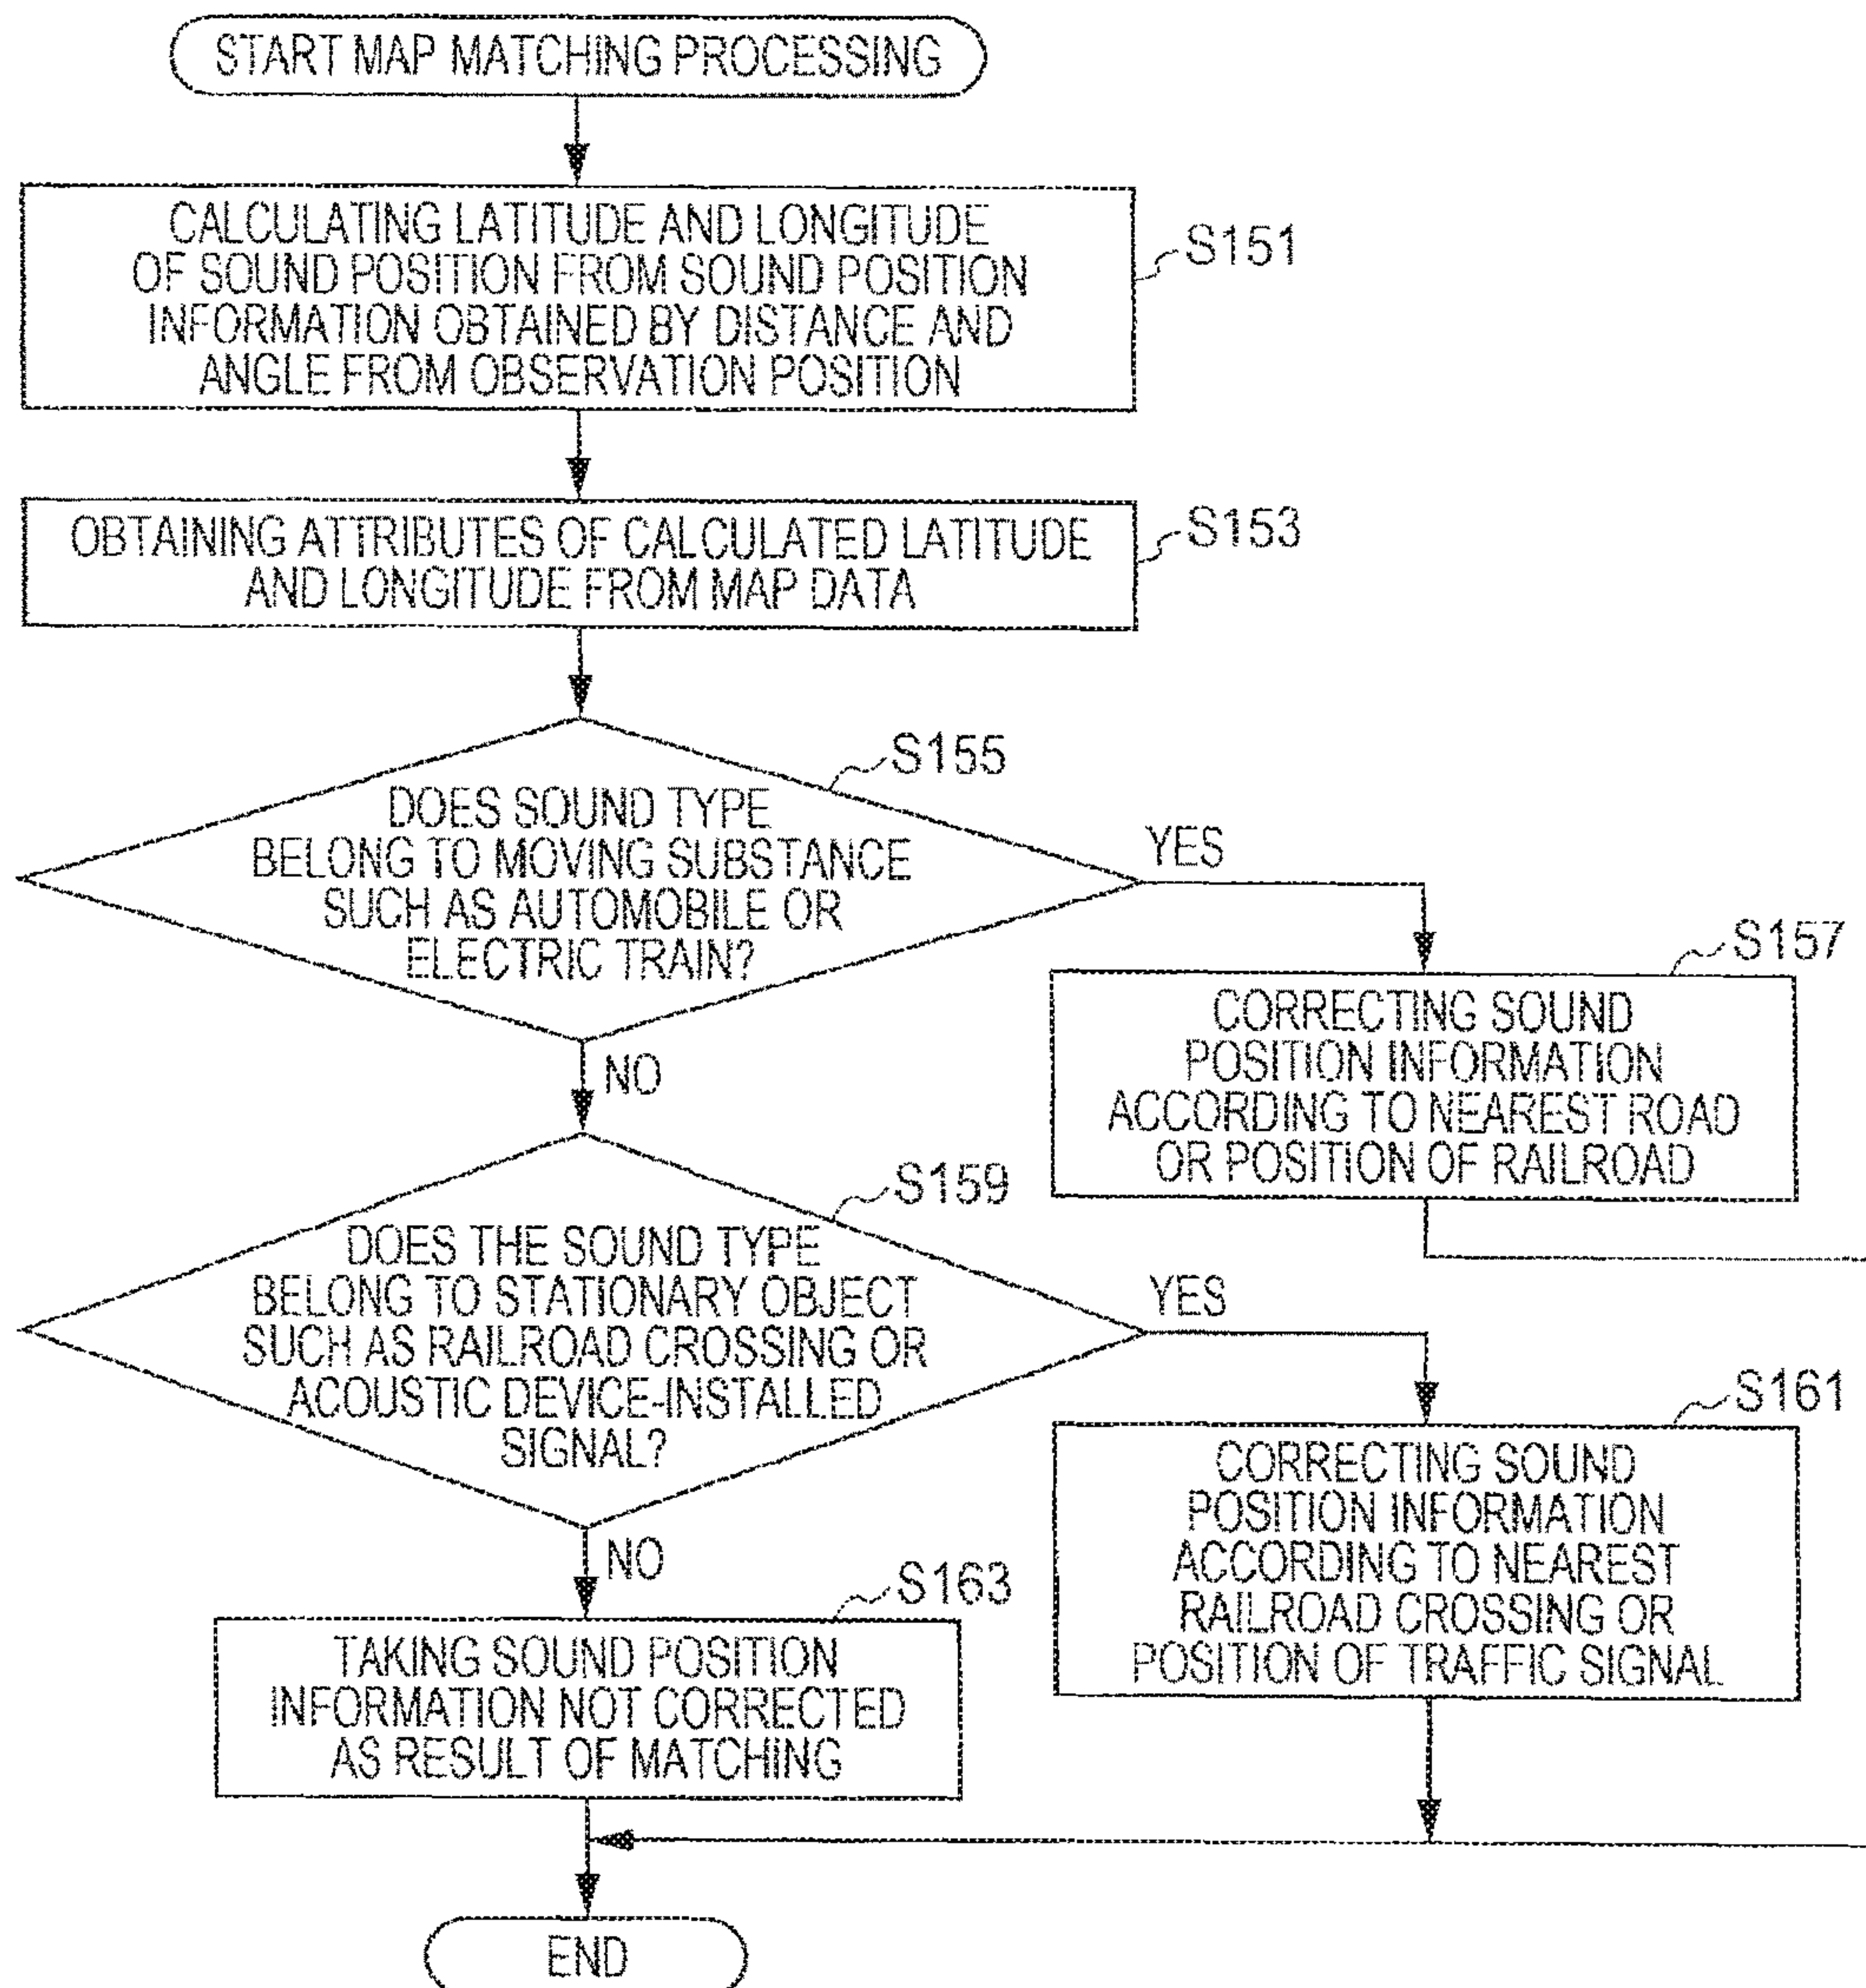 START MAP MATCHING PROCESSING
CALCULATING LATITUDE AND LONGITUDE
OF SOUND POSITION FROM SOUND POSITION
INFORMATION OBTAINED BY DISTANCE AND
ANGLE FROM OBSERVATION POSITION
S151
OBTAINING ATTRIBUTES OF CALCULATED LATITUDE
AND LONGITUDE FROM MAP DATA
S153
S155
DOES SOUND TYPE
BELONG TO MOVING SUBSTANCE
SUCH AS AUTOMOBILE OR
ELECTRIC TRAIN?
YES
NO
S157
CORRECTING SOUND
POSITION INFORMATION
ACCORDING TO NEAREST ROAD
OR POSITION OF RAILROAD
S159
DOES THE SOUND TYPE
BELONG TO STATIONARY OBJECT
SUCH AS RAILROAD CROSSING OR
ACOUSTIC DEVICE-INSTALLED
SIGNAL?
YES
NO
S161
CORRECTING SOUND
POSITION INFORMATION
ACCORDING TO NEAREST
RAILROAD CROSSING OR
POSITION OF TRAFFIC SIGNAL
S163
TAKING SOUND POSITION
INFORMATION NOT CORRECTED
AS RESULT OF MATCHING
END